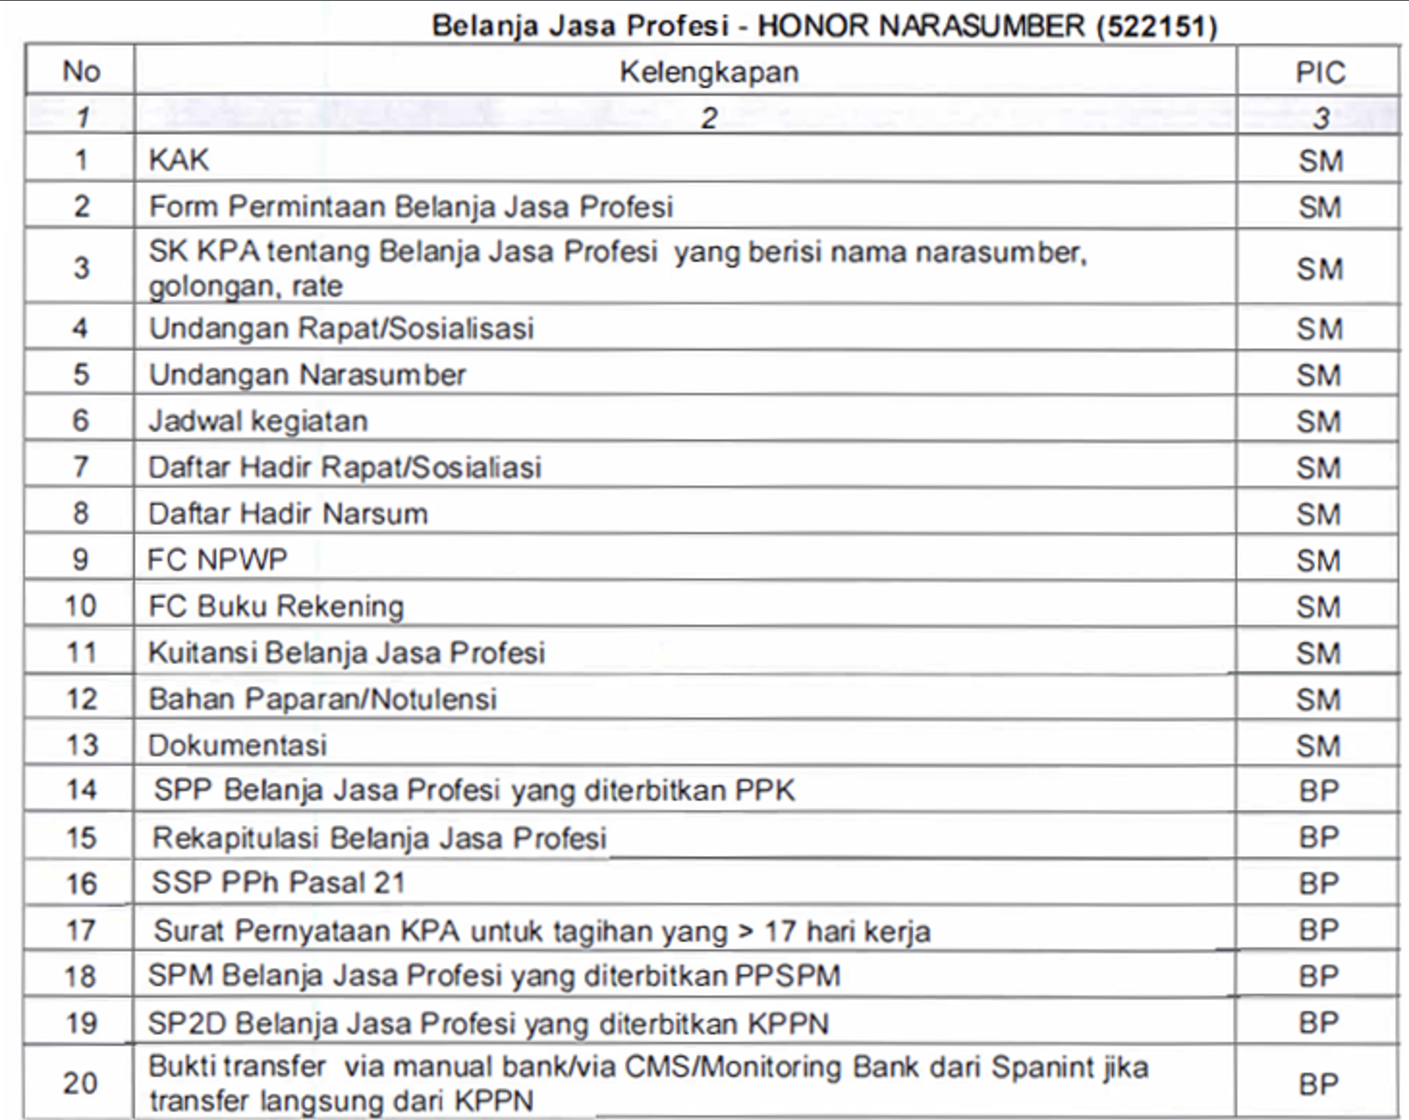 Belanja Jasa Profesi - HONOR NARASUMBER (522151)
No Kelengkapan PIC
1 2 3
1 KAK SM
2 Form Permintaan Belanja Jasa Profesi SM
3 SK KPA tentang Belanja Jasa Profesi yang berisi nama narasumber,
golongan, rate SM
4 Undangan Rapat/Sosialisasi SM
5 Undangan Narasumber SM
6 Jadwal kegiatan SM
7 Daftar Hadir Rapat/Sosialiasi SM
8 Daftar Hadir Narsum SM
9 FC NPWP SM
10 FC Buku Rekening SM
11 Kuitansi Belanja Jasa Profesi SM
12 Bahan Paparan/Notulensi SM
13 Dokumentasi SM
14 SPP Belanja Jasa Profesi yang diterbitkan PPK BP
15 Rekapitulasi Belanja Jasa Profesi BP
16 SSP PPh Pasal 21 BP
17 Surat Pernyataan KPA untuk tagihan yang > 17 hari kerja BP
18 SPM Belanja Jasa Profesi yang diterbitkan PPSPM BP
19 SP2D Belanja Jasa Profesi yang diterbitkan KPPN BP
20 Bukti transfer via manual bank/via CMS/Monitoring Bank dari Spanint jika
transfer langsung dari KPPN BP